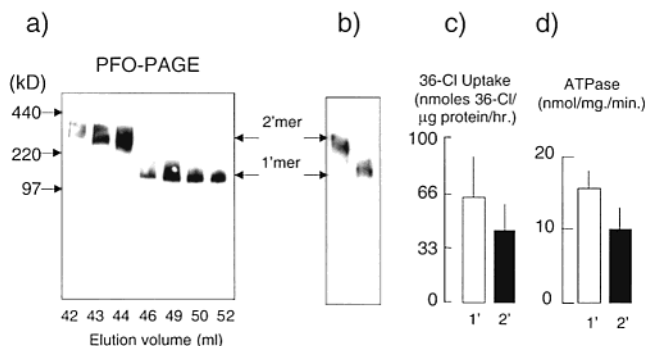 a)
b)
c)
d)
PFO-PAGE
(kD)
440
220
97
2'mer
1'mer
42 43 44 46 49 50 52
Elution volume (ml)
36-Cl Uptake
(nmoles 36-Cl/
µg protein/hr.)
100
66
33
0
1' 2'
ATPase
(nmol/mg./min.)
20
10
0
1' 2'